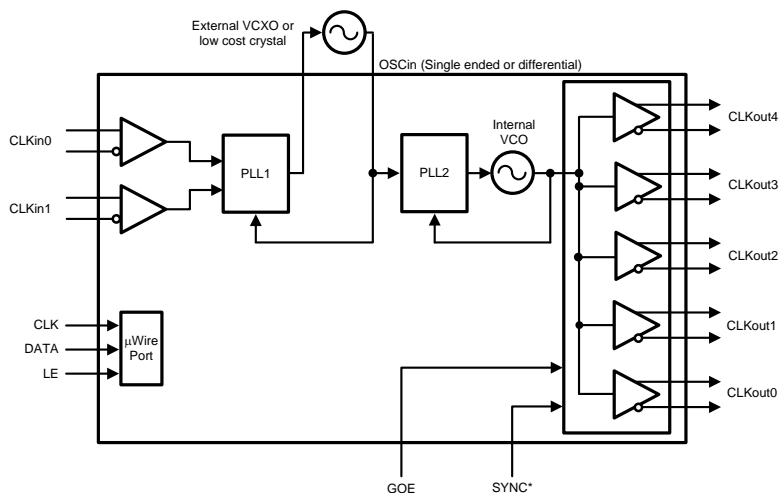 External VCXO or
low cost crystal
OSCin (Single ended or differential)
CLKin0
CLKin1
PLL1
PLL2
Internal
VCO
CLKout4
CLKout3
CLKout2
CLKout1
CLKout0
CLK
DATA
LE
µWire
Port
GOE
SYNC*